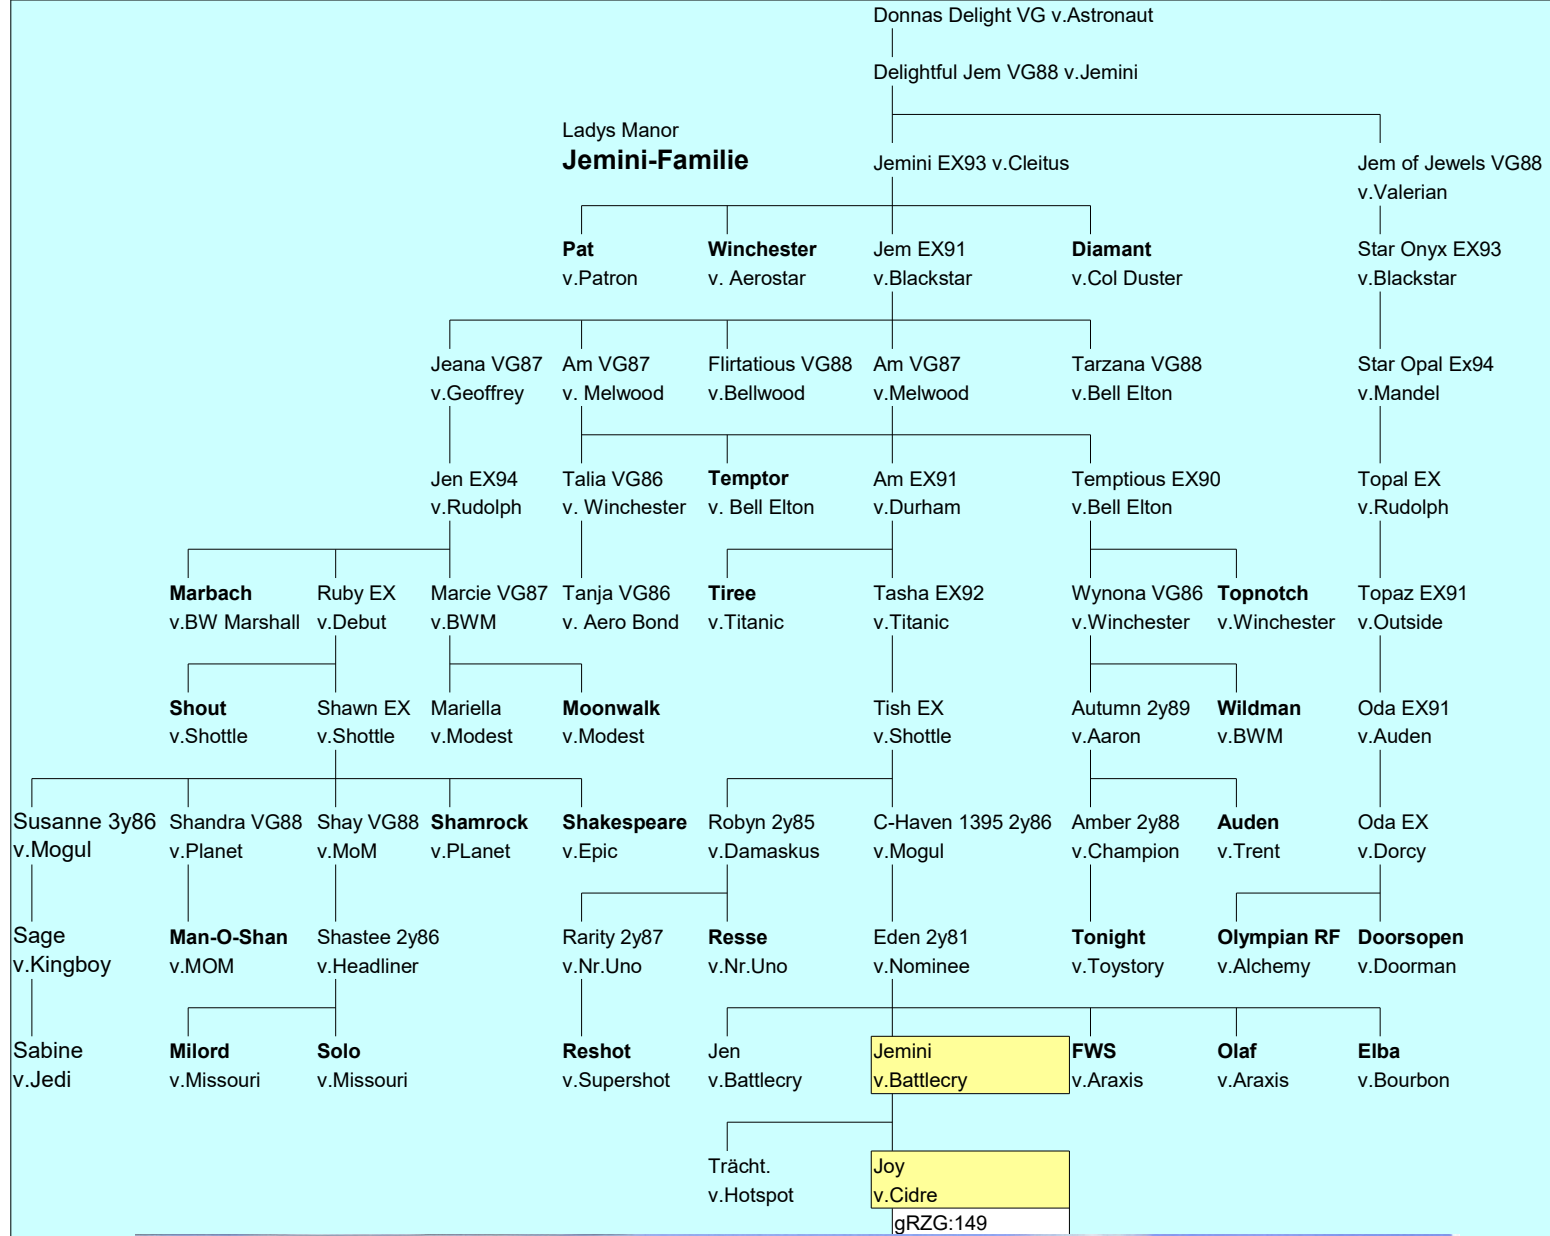 Donnas Delight VG v.Astronaut
Delightful Jem VG88 v.Jemini
Ladys Manor
Jemini-Familie
Jemini EX93 v.Cleitus
Jem of Jewels VG88
v.Valerian
Pat
v.Patron
Winchester
v. Aerostar
Jem EX91
v.Blackstar
Diamant
v.Col Duster
Star Onyx EX93
v.Blackstar
Jeana VG87
v.Geoffrey
Am VG87
v. Melwood
Flirtatious VG88
v.Bellwood
Am VG87
v.Melwood
Tarzana VG88
v.Bell Elton
Star Opal Ex94
v.Mandel
Jen EX94
v.Rudolph
Talia VG86
v. Winchester
Temptor
v. Bell Elton
Am EX91
v.Durham
Temptious EX90
v.Bell Elton
Topal EX
v.Rudolph
Marbach
v.BW Marshall
Ruby EX
v.Debut
Marcie VG87
v.BWM
Tanja VG86
v. Aero Bond
Tiree
v.Titanic
Tasha EX92
v.Titanic
Wynona VG86
v.Winchester
Topnotch
v.Winchester
Topaz EX91
v.Outside
Shout
v.Shottle
Shawn EX
v.Shottle
Mariella
v.Modest
Moonwalk
v.Modest
Tish EX
v.Shottle
Autumn 2y89
v.Aaron
Wildman
v.BWM
Oda EX91
v.Auden
Susanne 3y86
v.Mogul
Shandra VG88
v.Planet
Shay VG88
v.MoM
Shamrock
v.PLanet
Shakespeare
v.Epic
Robyn 2y85
v.Damaskus
C-Haven 1395 2y86
v.Mogul
Amber 2y88
v.Champion
Auden
v.Trent
Oda EX
v.Dorcy
Sage
v.Kingboy
Man-O-Shan
v.MOM
Shastee 2y86
v.Headliner
Rarity 2y87
v.Nr.Uno
Resse
v.Nr.Uno
Eden 2y81
v.Nominee
Tonight
v.Toystory
Olympian RF
v.Alchemy
Doorsopen
v.Doorman
Sabine
v.Jedi
Milord
v.Missouri
Solo
v.Missouri
Reshot
v.Supershot
Jen
v.Battlecry
Jemini
v.Battlecry
FWS
v.Araxis
Olaf
v.Araxis
Elba
v.Bourbon
Trächt.
v.Hotspot
Joy
v.Cidre
gRZG:149